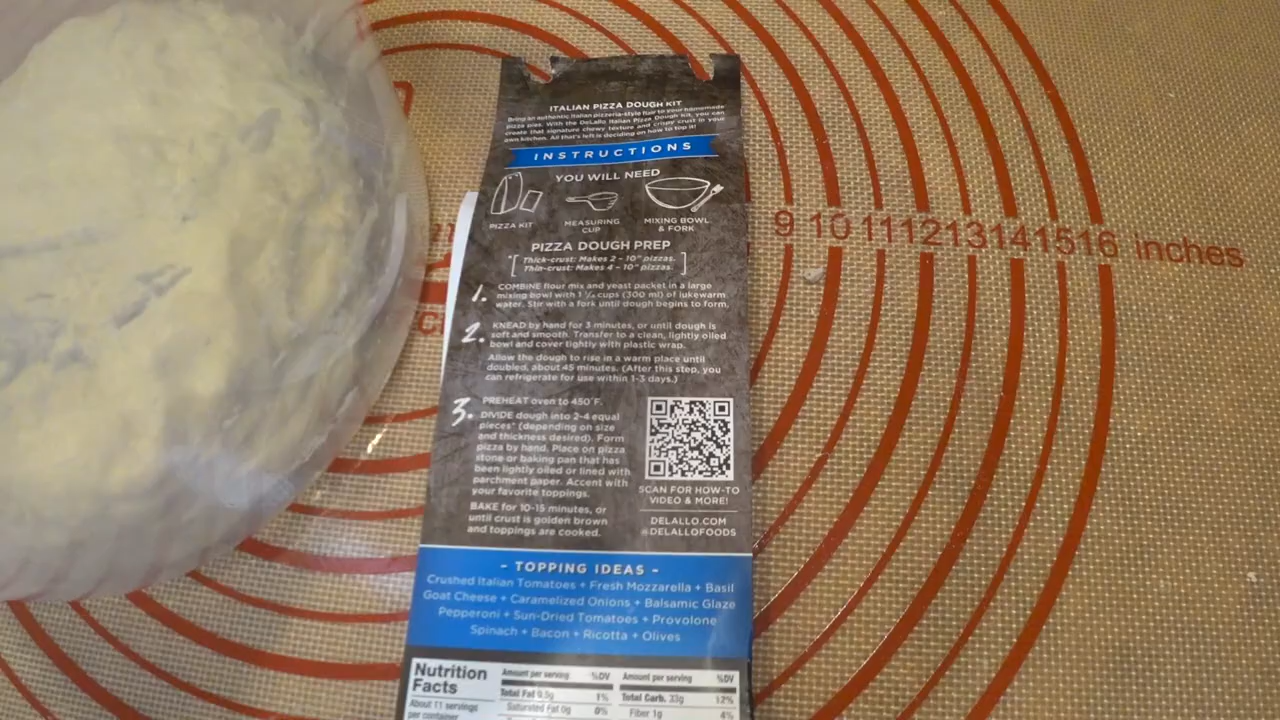 ITALIAN PIZZA DOUGH KIT
Bring an authentic Italian pizzeria-style flair to your homemade
pizza pies. With the DeLallo Italian Pizza Dough Kit, you can
create that signature chewy texture and crispy crust in your
own kitchen. All that's left is deciding on how to top it!
INSTRUCTIONS
YOU WILL NEED
PIZZA KIT
MEASURING
CUP
MIXING BOWL
& FORK
PIZZA DOUGH PREP
*[Thick-crust: Makes 2 - 10" pizzas.
Thin-crust: Makes 4 - 10" pizzas.]
1. COMBINE flour mix and yeast packet in a large
mixing bowl with 1 ¼ cups (300 ml) of lukewarm
water. Stir with a fork until dough begins to form.
2. KNEAD by hand for 3 minutes, or until dough is
soft and smooth. Transfer to a clean, lightly oiled
bowl and cover tightly with plastic wrap.
Allow the dough to rise in a warm place until
doubled, about 45 minutes. (After this step, you
can refrigerate for use within 1-3 days.)
3. PREHEAT oven to 450°F.
DIVIDE dough into 2-4 equal
pieces* (depending on size
and thickness desired). Form
pizza by hand. Place on pizza
stone or baking pan that has
been lightly oiled or lined with
parchment paper. Accent with
your favorite toppings.
BAKE for 10-15 minutes, or
until crust is golden brown
and toppings are cooked.
SCAN FOR HOW-TO
VIDEO & MORE!
DELALLO.COM
@DELALLOFOODS
- TOPPING IDEAS -
Crushed Italian Tomatoes + Fresh Mozzarella + Basil
Goat Cheese + Caramelized Onions + Balsamic Glaze
Pepperoni + Sun-Dried Tomatoes + Provolone
Spinach + Bacon + Ricotta + Olives
Nutrition
Facts
About 11 servings
per container
Amount per serving %DV
Total Fat 0.5g 1%
Saturated Fat 0g 0%
Amount per serving %DV
Total Carb. 33g 12%
Fiber 1g 4%
9 10 11 12 13 14 15 16 inches